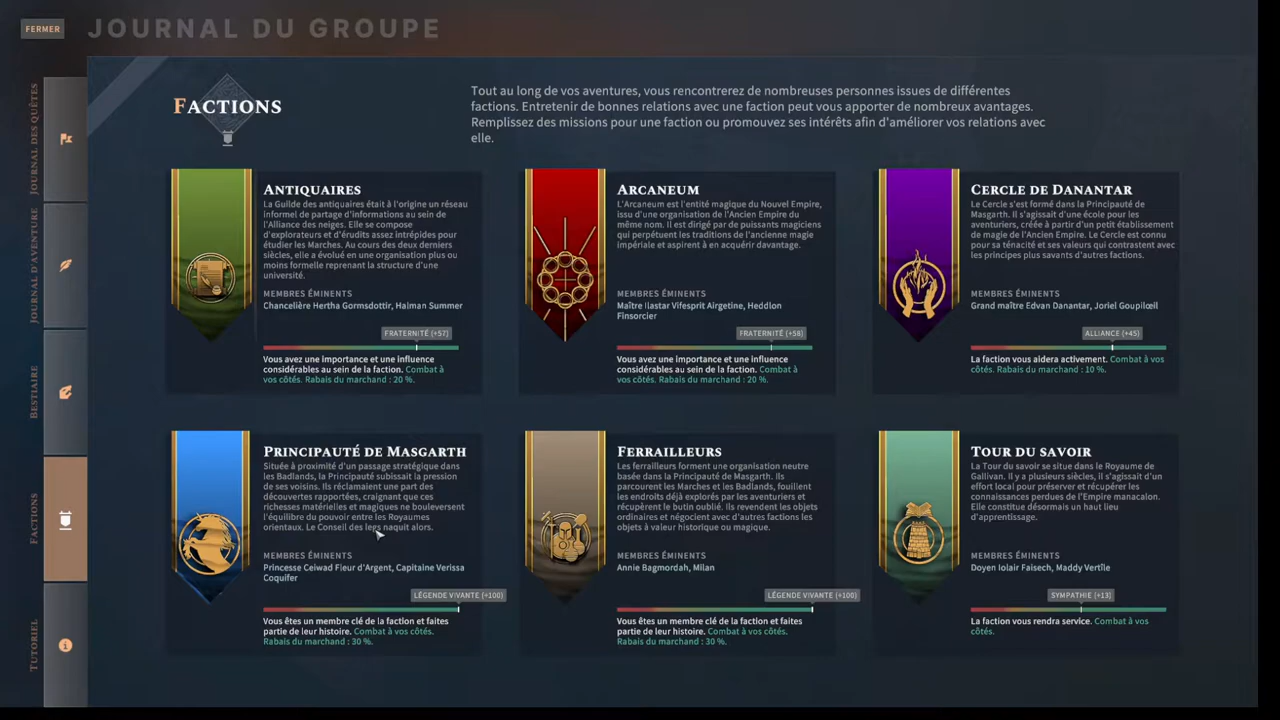 FERMER
JOURNAL DU GROUPE
JOURNAL DES QUÊTES
JOURNAL D'AVENTURE
BESTIAIRE
FACTIONS
TUTORIEL
FACTIONS
Tout au long de vos aventures, vous rencontrerez de nombreuses personnes issues de différentes
factions. Entretenir de bonnes relations avec une faction peut vous apporter de nombreux avantages.
Remplissez des missions pour une faction ou promouvez ses intérêts afin d'améliorer vos relations avec
elle.
ANTIQUAIRES
La Guilde des antiquaires était à l'origine un réseau
informel de partage d'informations au sein de
l'Alliance des neiges. Elle se compose
d'explorateurs et d'érudits assez intrépides pour
étudier les Marches. Au cours des deux derniers
siècles, elle a évolué en une organisation plus ou
moins formelle reprenant la structure d'une
université.
MEMBRES ÉMINENTS
Chancelière Hertha Gormsdottir, Halman Summer
FRATERNITÉ (+57)
Vous avez une importance et une influence
considérables au sein de la faction. Combat à
vos côtés. Rabais du marchand : 20 %.
ARCANEUM
L'Arcaneum est l'entité magique du Nouvel Empire,
issu d'une organisation de l'Ancien Empire du
même nom. Il est dirigé par de puissants magiciens
qui perpétuent les traditions de l'ancienne magie
impériale et aspirent à en acquérir davantage.
MEMBRES ÉMINENTS
Maître Ilastar Vifesprit Airgetine, Heddlon
Finsorcier
FRATERNITÉ (+58)
Vous avez une importance et une influence
considérables au sein de la faction. Combat à
vos côtés. Rabais du marchand : 20 %.
CERCLE DE DANANTAR
Le Cercle s'est formé dans la Principauté de
Masgarth. Il s'agissait d'une école pour les
aventuriers, créée à partir d'un petit établissement
de magie de l'Ancien Empire. Le Cercle est connu
pour sa ténacité et ses valeurs qui contrastent avec
les principes plus savants d'autres factions.
MEMBRES ÉMINENTS
Grand maître Edvan Danantar, Joriel Goupilœil
ALLIANCE (+45)
La faction vous aidera activement. Combat à vos
côtés. Rabais du marchand : 10 %.
PRINCIPAUTÉ DE MASGARTH
Située à proximité d'un passage stratégique dans
les Badlands, la Principauté subissait la pression
de ses voisins. Ils réclamaient une part des
découvertes rapportées, craignant que ces
richesses matérielles et magiques ne bouleversent
l'équilibre du pouvoir entre les Royaumes
orientaux. Le Conseil des legs naquit alors.
MEMBRES ÉMINENTS
Princesse Ceiwad Fleur d'Argent, Capitaine Verissa
Coquifer
LÉGENDE VIVANTE (+100)
Vous êtes un membre clé de la faction et faites
partie de leur histoire. Combat à vos côtés.
Rabais du marchand : 30 %.
FERRAILLEURS
Les ferrailleurs forment une organisation neutre
basée dans la Principauté de Masgarth. Ils
parcourent les Marches et les Badlands, fouillent
les endroits déjà explorés par les aventuriers et
récupèrent le butin oublié. Ils revendent les objets
ordinaires et négocient avec d'autres factions les
objets à valeur historique ou magique.
MEMBRES ÉMINENTS
Annie Bagmordah, Milan
LÉGENDE VIVANTE (+100)
Vous êtes un membre clé de la faction et faites
partie de leur histoire. Combat à vos côtés.
Rabais du marchand : 30 %.
TOUR DU SAVOIR
La Tour du savoir se situe dans le Royaume de
Gallivan. Il y a plusieurs siècles, il s'agissait d'un
effort local pour préserver et récupérer les
connaissances perdues de l'Empire manacalon.
Elle constitue désormais un haut lieu
d'apprentissage.
MEMBRES ÉMINENTS
Doyen Iolair Faisech, Maddy Vertîle
SYMPATHIE (+13)
La faction vous rendra service. Combat à vos
côtés.